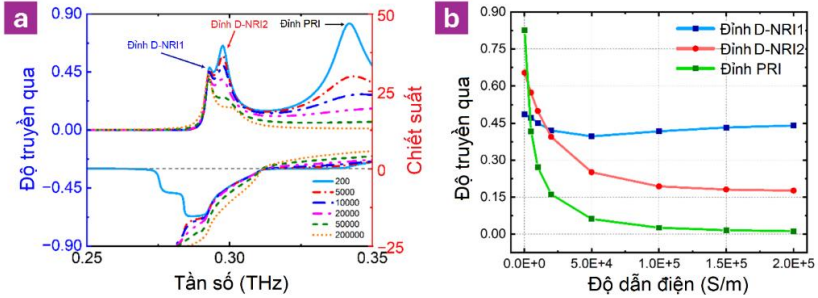 a
Độ truyền qua
0.90
0.45
0.00
−0.45
−0.90
Đỉnh D-NRI1
Đỉnh D-NRI2
Đỉnh PRI
50
25
0
−25
Chiết suất
200
5000
10000
20000
50000
200000
0.25
0.30
0.35
Tần số (THz)
b
Độ truyền qua
0.90
0.75
0.60
0.45
0.30
0.15
0.00
Đỉnh D-NRI1
Đỉnh D-NRI2
Đỉnh PRI
0.0E+0
5.0E+4
1.0E+5
1.5E+5
2.0E+5
Độ dẫn điện (S/m)